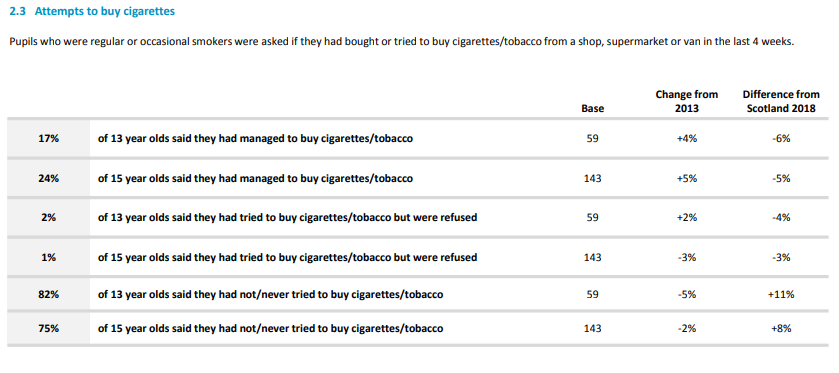 2.3 Attempts to buy cigarettes
Pupils who were regular or occasional smokers were asked if they had bought or tried to buy cigarettes/tobacco from a shop, supermarket or van in the last 4 weeks.
Base Change from 2013 Difference from Scotland 2018
17% of 13 year olds said they had managed to buy cigarettes/tobacco 59 +4% -6%
24% of 15 year olds said they had managed to buy cigarettes/tobacco 143 +5% -5%
2% of 13 year olds said they had tried to buy cigarettes/tobacco but were refused 59 +2% -4%
1% of 15 year olds said they had tried to buy cigarettes/tobacco but were refused 143 -3% -3%
82% of 13 year olds said they had not/never tried to buy cigarettes/tobacco 59 -5% +11%
75% of 15 year olds said they had not/never tried to buy cigarettes/tobacco 143 -2% +8%